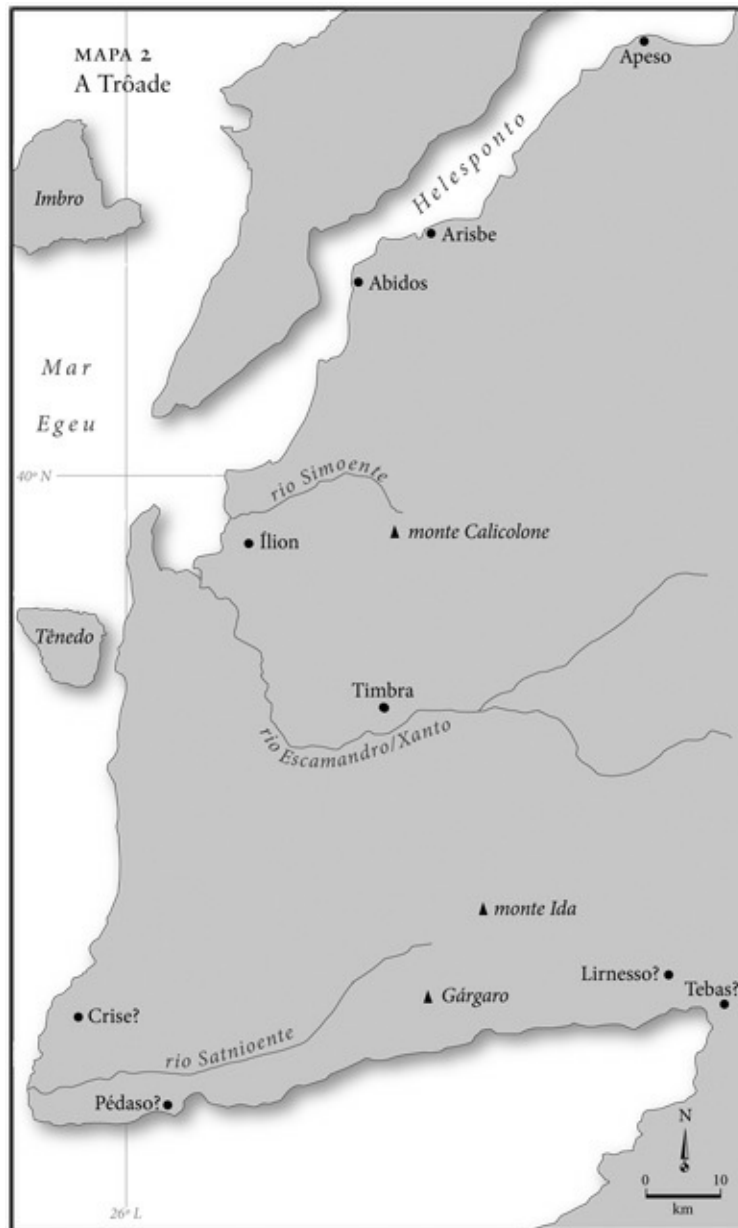 MAPA 2
A Trôade
Apeso
Helesponto
Imbro
Arisbe
Abidos
Mar
Egeu
40º N
rio Simoente
monte Calicolone
Ílion
Tênedo
Timbra
rio Escamandro/Xanto
monte Ida
Lirnesso?
Tebas?
Gárgaro
Crise?
rio Satnioente
Pédaso?
N
0 10
km
26º L